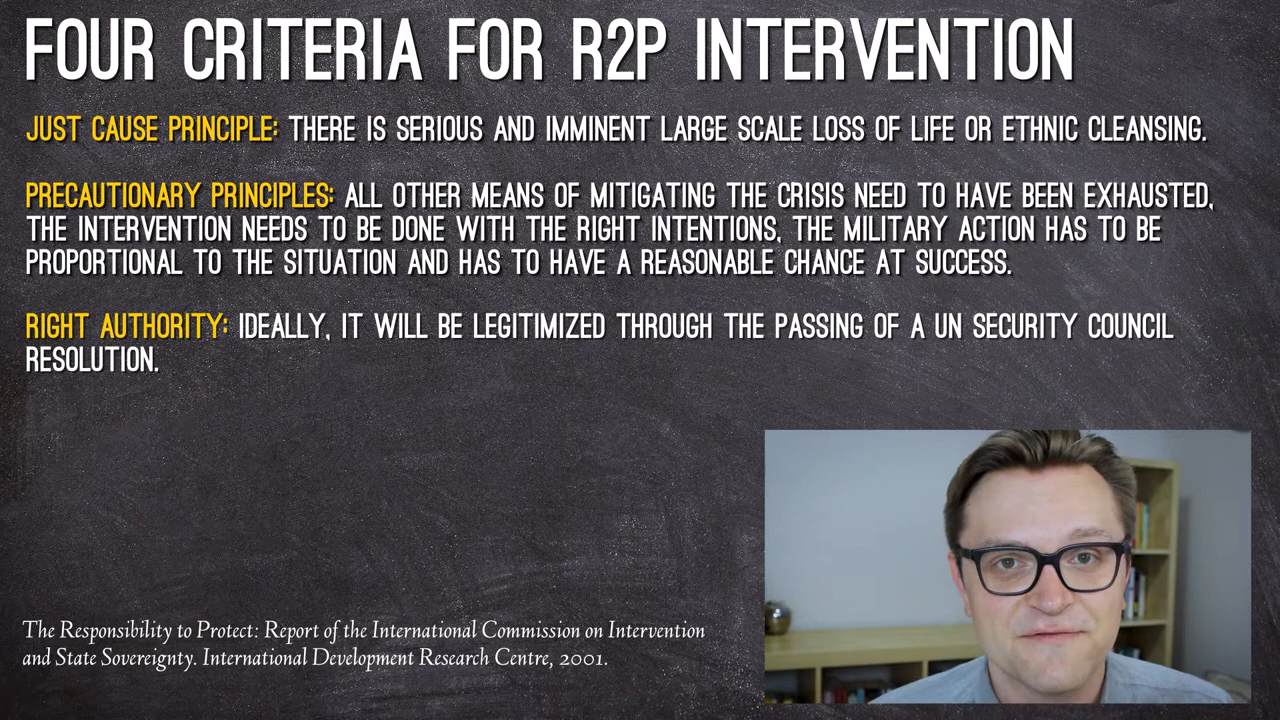 FOUR CRITERIA FOR R2P INTERVENTION
JUST CAUSE PRINCIPLE: THERE IS SERIOUS AND IMMINENT LARGE SCALE LOSS OF LIFE OR ETHNIC CLEANSING.
PRECAUTIONARY PRINCIPLES: ALL OTHER MEANS OF MITIGATING THE CRISIS NEED TO HAVE BEEN EXHAUSTED,
THE INTERVENTION NEEDS TO BE DONE WITH THE RIGHT INTENTIONS, THE MILITARY ACTION HAS TO BE
PROPORTIONAL TO THE SITUATION AND HAS TO HAVE A REASONABLE CHANCE AT SUCCESS.
RIGHT AUTHORITY: IDEALLY, IT WILL BE LEGITIMIZED THROUGH THE PASSING OF A UN SECURITY COUNCIL
RESOLUTION.
The Responsibility to Protect: Report of the International Commission on Intervention
and State Sovereignty. International Development Research Centre, 2001.